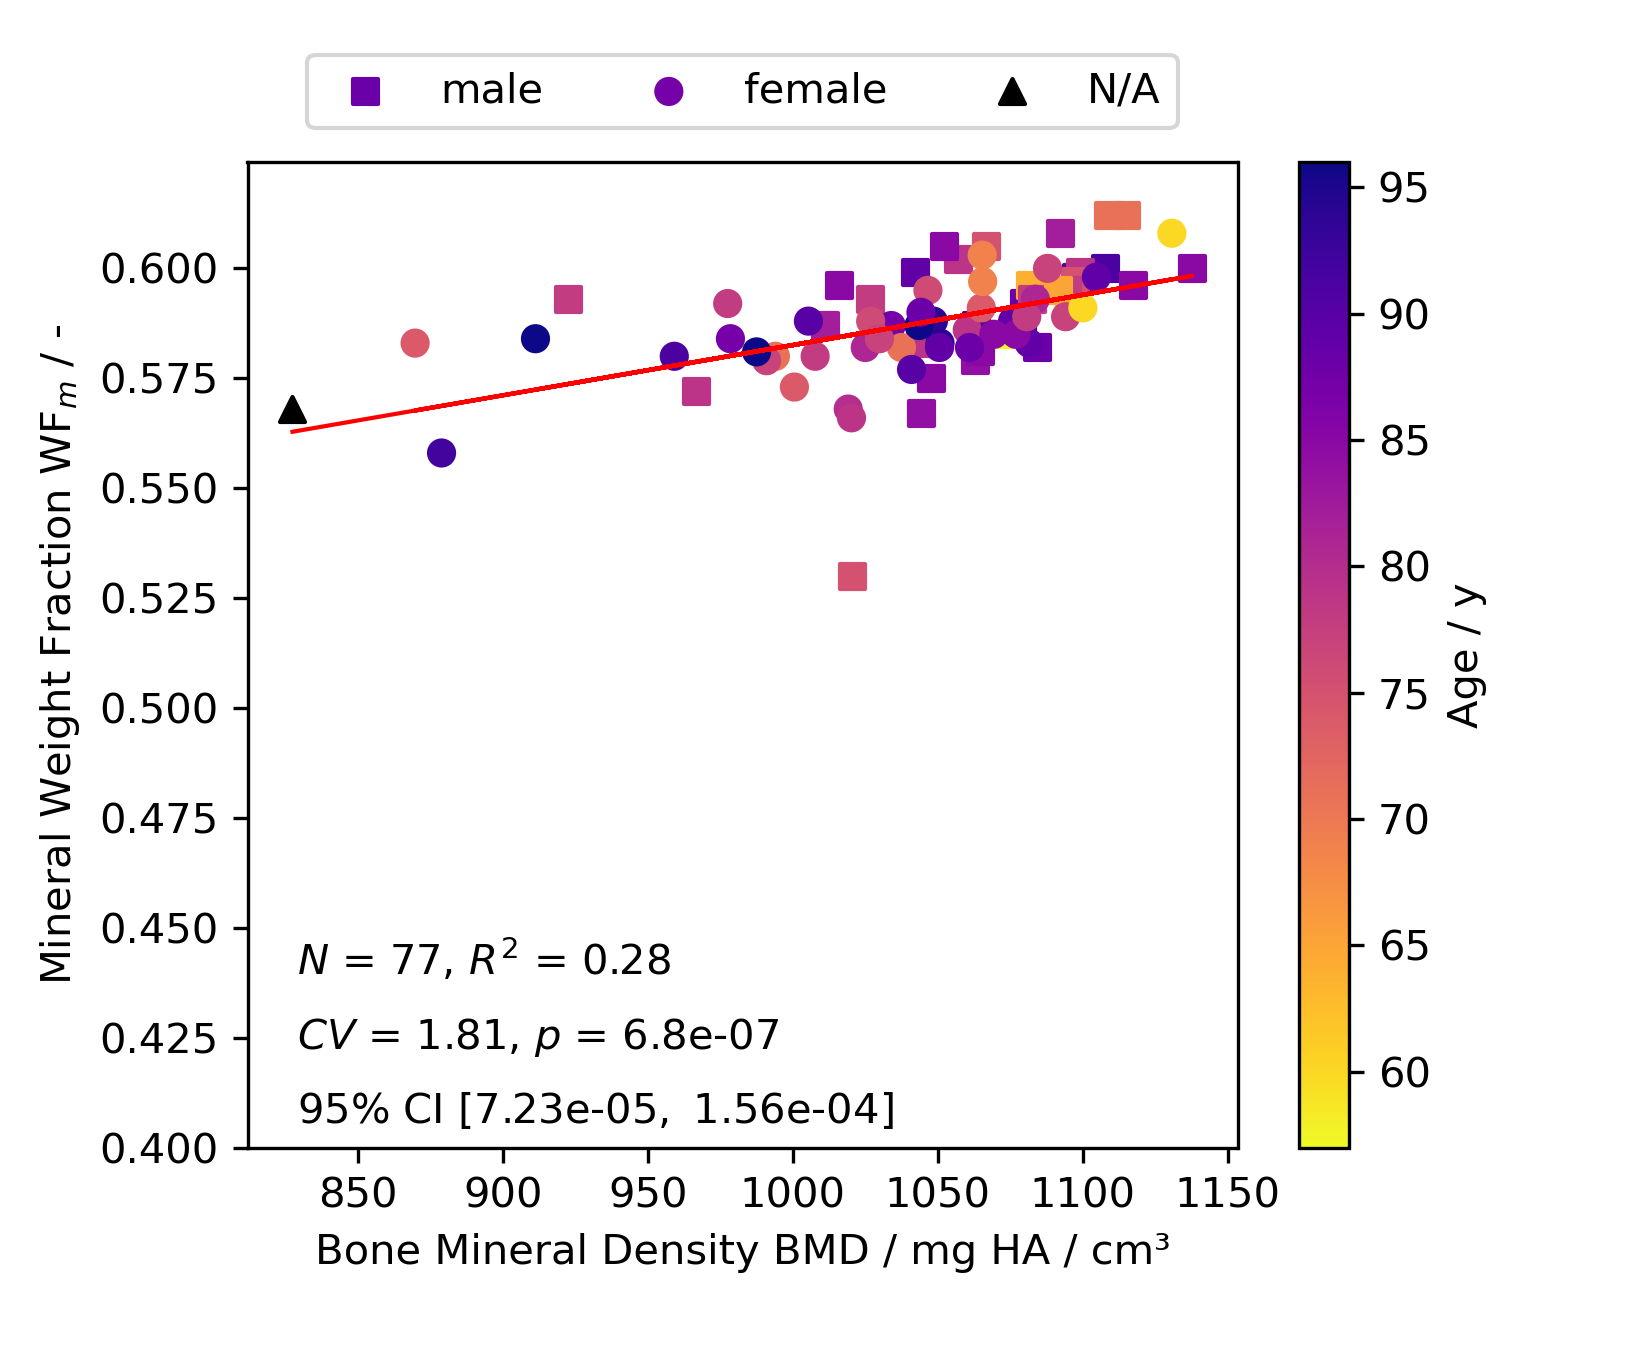 male female N/A
0.600
0.575
0.550
0.525
0.500
0.475
0.450
0.425
0.400
Mineral Weight Fraction WFm / -
N = 77, R² = 0.28
CV = 1.81, p = 6.8e-07
95% CI [7.23e-05, 1.56e-04]
850 900 950 1000 1050 1100 1150
Bone Mineral Density BMD / mg HA / cm³
95
90
85
80
75
70
65
60
Age / y